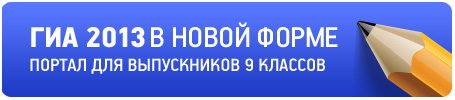 ГИА 2013 В НОВОЙ ФОРМЕ
ПОРТАЛ ДЛЯ ВЫПУСКНИКОВ 9 КЛАССОВ